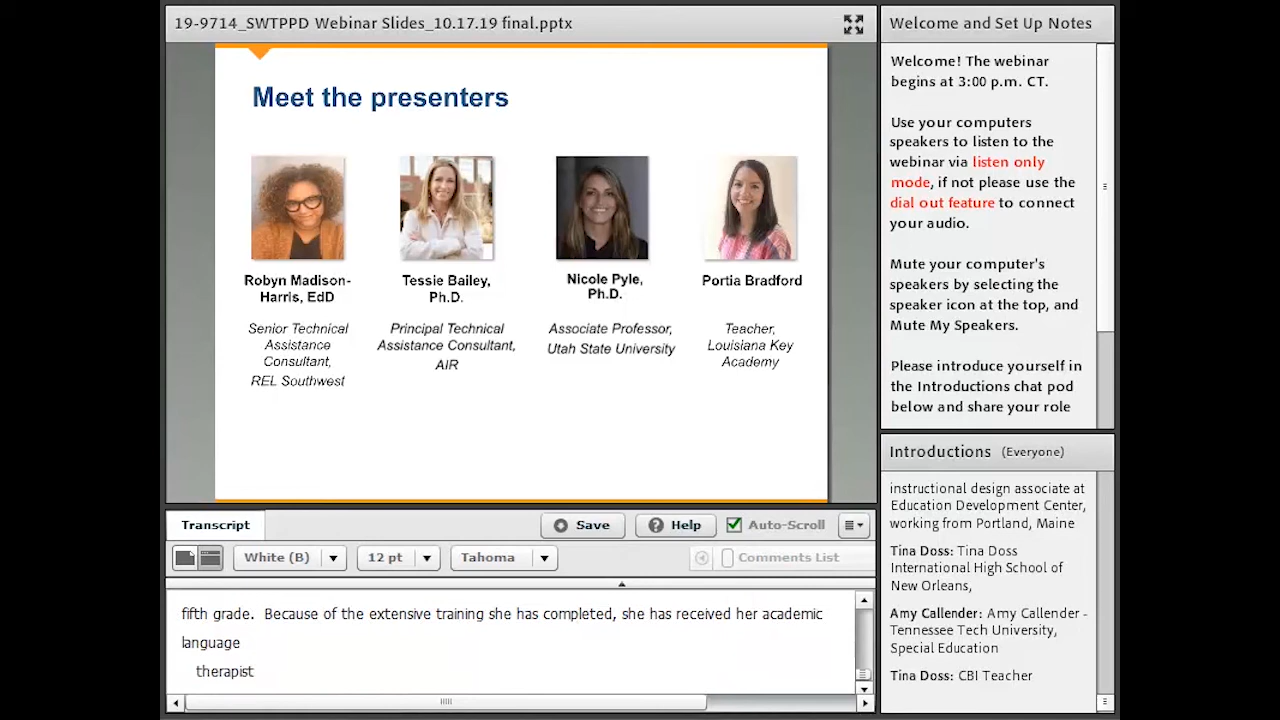 19-9714_SWTPPD Webinar Slides_10.17.19 final.pptx
Meet the presenters
Robyn Madison-
Harris, EdD
Senior Technical
Assistance
Consultant,
REL Southwest
Tessie Bailey,
Ph.D.
Principal Technical
Assistance Consultant,
AIR
Nicole Pyle,
Ph.D.
Associate Professor,
Utah State University
Portia Bradford
Teacher,
Louisiana Key
Academy
Transcript
Save
Help
Auto-Scroll
White (B)
12 pt
Tahoma
Comments List
fifth grade. Because of the extensive training she has completed, she has received her academic
language
therapist
Welcome and Set Up Notes
Welcome! The webinar
begins at 3:00 p.m. CT.
Use your computers
speakers to listen to the
webinar via listen only
mode, if not please use the
dial out feature to connect
your audio.
Mute your computer's
speakers by selecting the
speaker icon at the top, and
Mute My Speakers.
Please introduce yourself in
the Introductions chat pod
below and share your role
Introductions (Everyone)
instructional design associate at
Education Development Center,
working from Portland, Maine
Tina Doss: Tina Doss
International High School of
New Orleans,
Amy Callender: Amy Callender -
Tennessee Tech University,
Special Education
Tina Doss: CBI Teacher